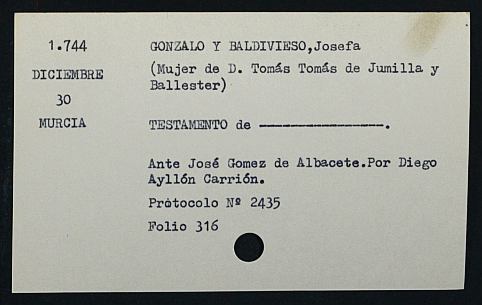 1.744
DICIEMBRE
30
MURCIA
GONZALO Y BALDIVIESO,Josefa
(Mujer de D. Tomás Tomás de Jumilla y
Ballester)
TESTAMENTO de ----------------.
Ante José Gomez de Albacete.Por Diego
Ayllón Carrión.
Prótocolo Nº 2435
Folio 316